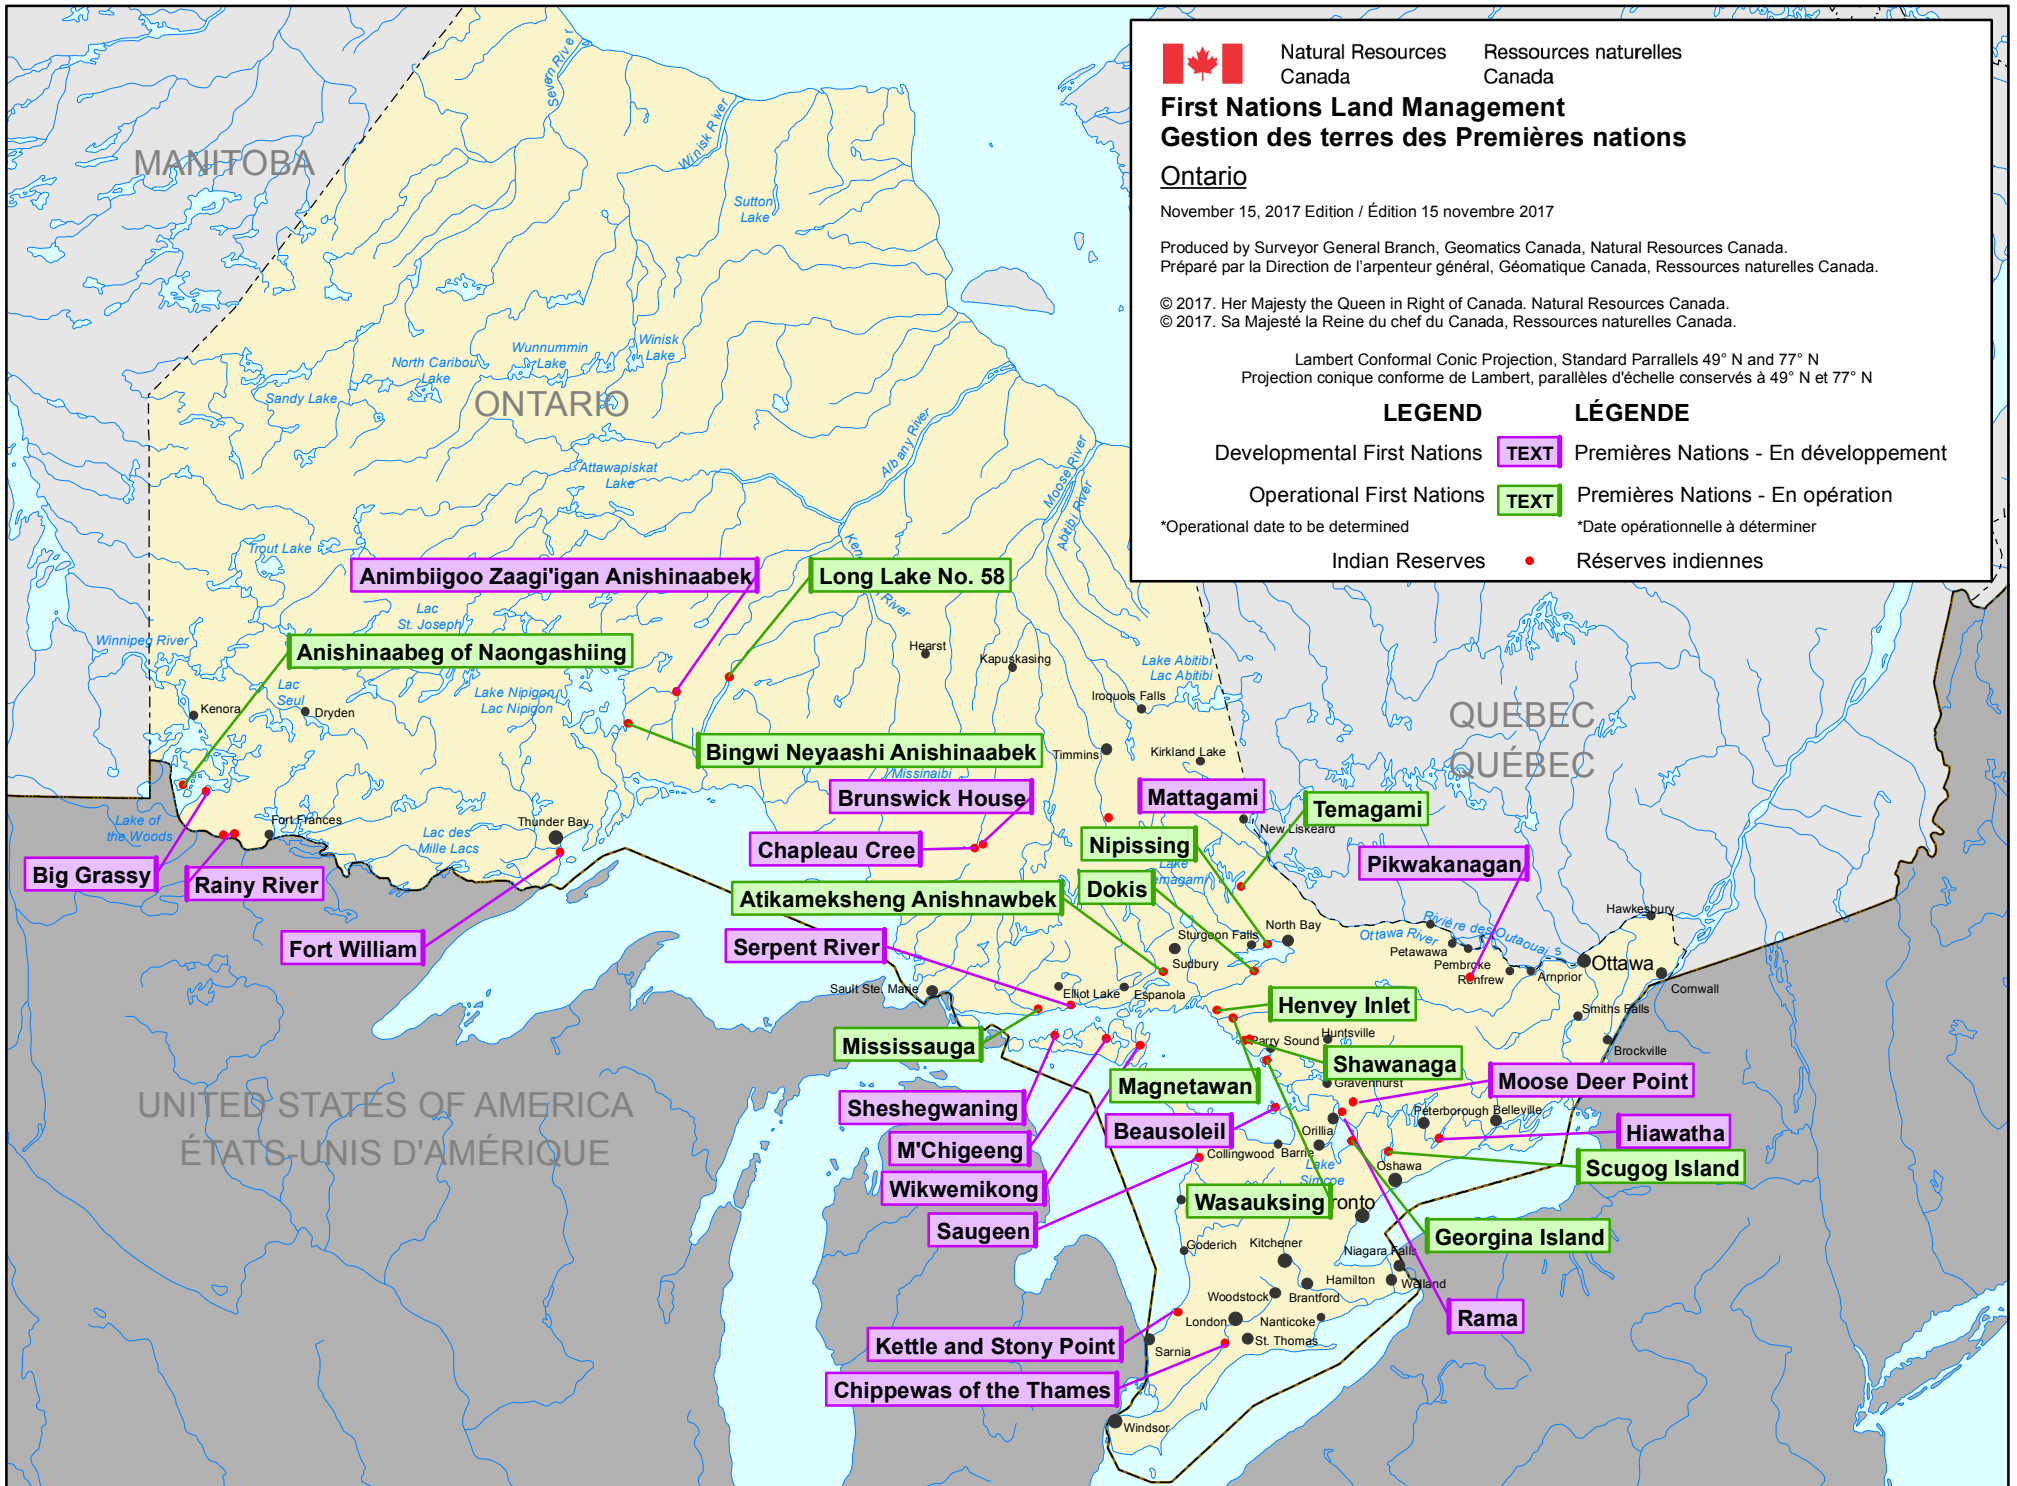 Natural Resources Canada
Ressources naturelles Canada
First Nations Land Management
Gestion des terres des Premières nations
Ontario
November 15, 2017 Edition / Édition 15 novembre 2017
Produced by Surveyor General Branch, Geomatics Canada, Natural Resources Canada.
Préparé par la Direction de l'arpenteur général, Géomatique Canada, Ressources naturelles Canada.
© 2017. Her Majesty the Queen in Right of Canada. Natural Resources Canada.
© 2017. Sa Majesté la Reine du chef du Canada, Ressources naturelles Canada.
Lambert Conformal Conic Projection, Standard Parrallels 49° N and 77° N
Projection conique conforme de Lambert, parallèles d'échelle conservés à 49° N et 77° N
LEGEND LÉGENDE
Developmental First Nations TEXT Premières Nations - En développement
Operational First Nations TEXT Premières Nations - En opération
*Operational date to be determined *Date opérationnelle à déterminer
Indian Reserves Réserves indiennes
MANITOBA
ONTARIO
QUEBEC
QUÉBEC
UNITED STATES OF AMERICA
ÉTATS-UNIS D'AMÉRIQUE
Severn River
Winisk River
Sutton
Lake
Winisk
Lake
Wunnummin
Lake
North Caribou
Lake
Sandy Lake
Attawapiskat
Lake
Albany River
Moose River
Abitibi River
Trout Lake
Lac
St. Joseph
Winnipeg River
Lac
Seul
Lake Nipigon
Lac Nipigon
Lake Abitibi
Lac Abitibi
River
Missinaibi
Lake of
the Woods
Lac des
Mille Lacs
Lake
Rivière des Outaouais
Ottawa River
Lake
Simcoe
Animbiigoo Zaagi'igan Anishinaabek
Long Lake No. 58
Anishinaabeg of Naongashiing
Bingwi Neyaashi Anishinaabek
Brunswick House
Mattagami
Temagami
Chapleau Cree
Nipissing
Pikwakanagan
Big Grassy
Rainy River
Atikameksheng Anishnawbek
Dokis
Fort William
Serpent River
Henvey Inlet
Mississauga
Shawanaga
Magnetawan
Moose Deer Point
Sheshegwaning
Beausoleil
Hiawatha
M'Chigeeng
Scugog Island
Wikwemikong
Wasauksing
Saugeen
Georgina Island
Rama
Kettle and Stony Point
Chippewas of the Thames
Hearst
Kapuskasing
Iroquois Falls
Kenora
Dryden
Timmins
Kirkland Lake
Fort Frances
Thunder Bay
New Liskeard
Hawkesbury
North Bay
Sturgeon Falls
Sudbury
Petawawa
Pembroke
Renfrew
Arnprior
Ottawa
Cornwall
Sault Ste. Marie
Elliot Lake
Espanola
Smiths Falls
Huntsville
Parry Sound
Brockville
Gravenhurst
Peterborough
Belleville
Orillia
Collingwood
Barrie
Oshawa
Goderich
Kitchener
Niagara Falls
Hamilton
Welland
Woodstock
Brantford
London
Nanticoke
St. Thomas
Sarnia
Windsor